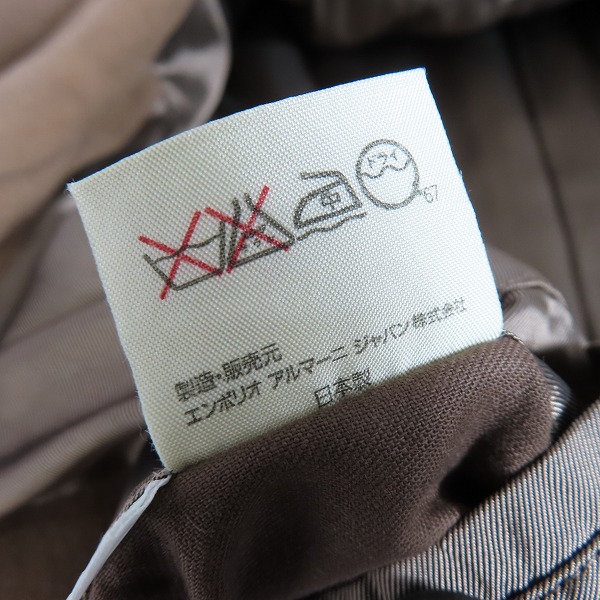 中
ドライ
67
製造・販売元
エンポリオ アルマーニ ジャパン株式会社
日本製